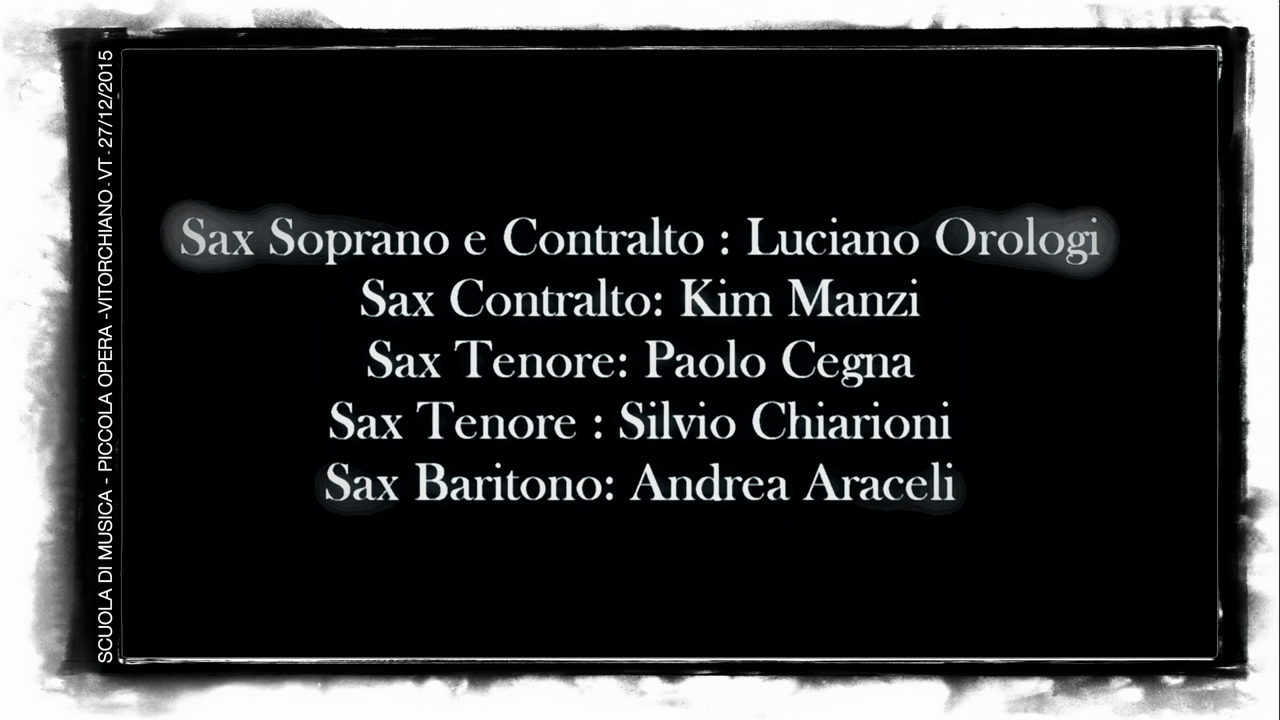 SCUOLA DI MUSICA - PICCOLA OPERA -VITORCHIANO - VT - 27/12/2015
Sax Soprano e Contralto : Luciano Orologi
Sax Contralto: Kim Manzi
Sax Tenore: Paolo Cegna
Sax Tenore : Silvio Chiarioni
Sax Baritono: Andrea Araceli